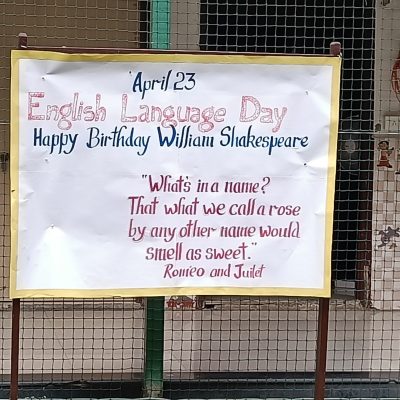 April 23
English Language Day
Happy Birthday William Shakespeare
"What's in a name?
That what we call a rose
by any other name would
smell as sweet."
Romeo and Juilet